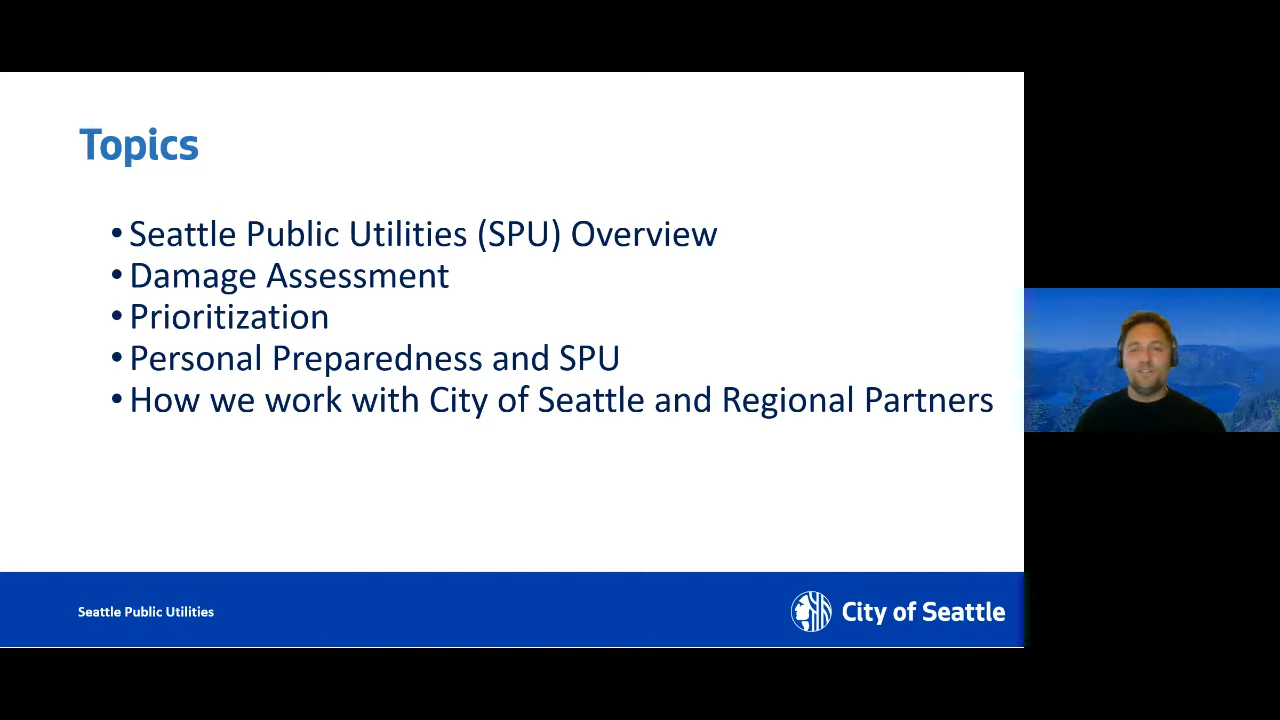 Topics
• Seattle Public Utilities (SPU) Overview
• Damage Assessment
• Prioritization
• Personal Preparedness and SPU
• How we work with City of Seattle and Regional Partners
Seattle Public Utilities
City of Seattle